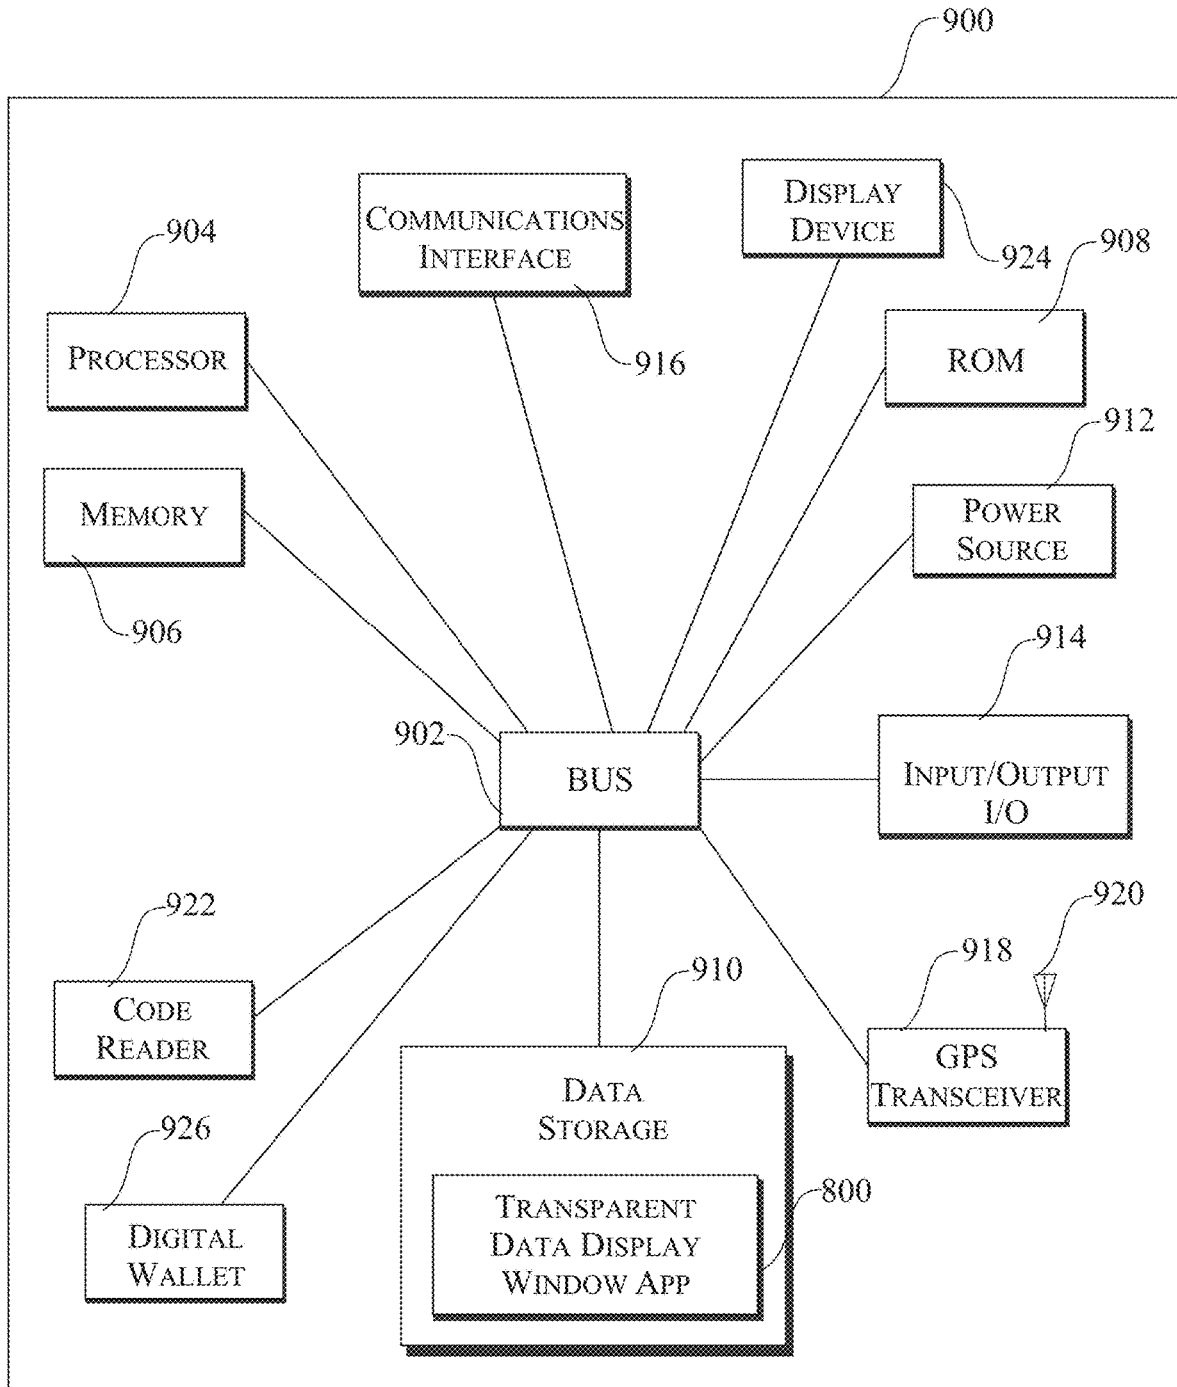 900
COMMUNICATIONS
INTERFACE
916
DISPLAY
DEVICE
924
904
PROCESSOR
908
ROM
MEMORY
906
912
POWER
SOURCE
914
INPUT/OUTPUT
I/O
902
BUS
922
CODE
READER
910
DATA
STORAGE
TRANSPARENT
DATA DISPLAY
WINDOW APP
800
918
920
GPS
TRANSCEIVER
926
DIGITAL
WALLET